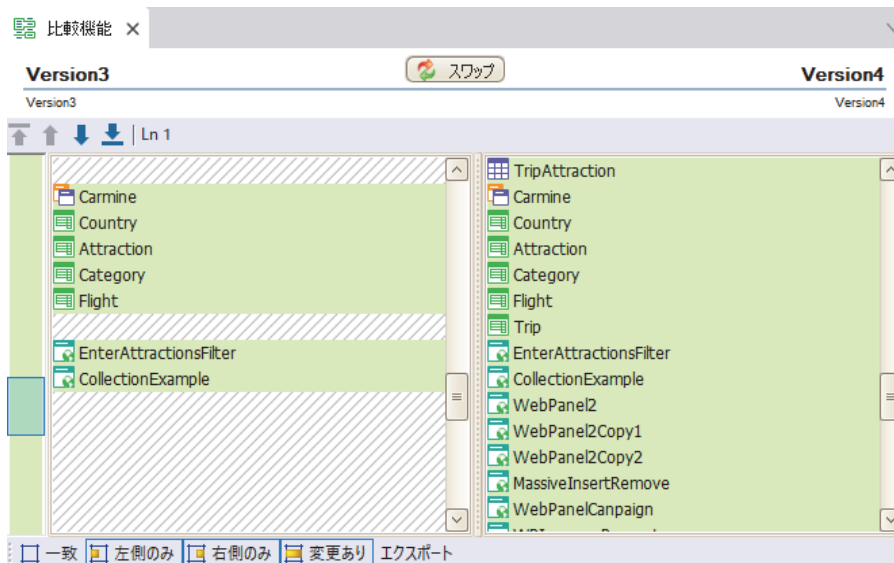 比較機能
Version3
スワップ
Version4
Version3
Version4
Ln 1
TripAttraction
Carmine
Carmine
Country
Country
Attraction
Attraction
Category
Category
Flight
Flight
Trip
EnterAttractionsFilter
EnterAttractionsFilter
CollectionExample
CollectionExample
WebPanel2
WebPanel2Copy1
WebPanel2Copy2
MassiveInsertRemove
WebPanelCanpaign
一致 左側のみ 右側のみ 変更あり エクスポート